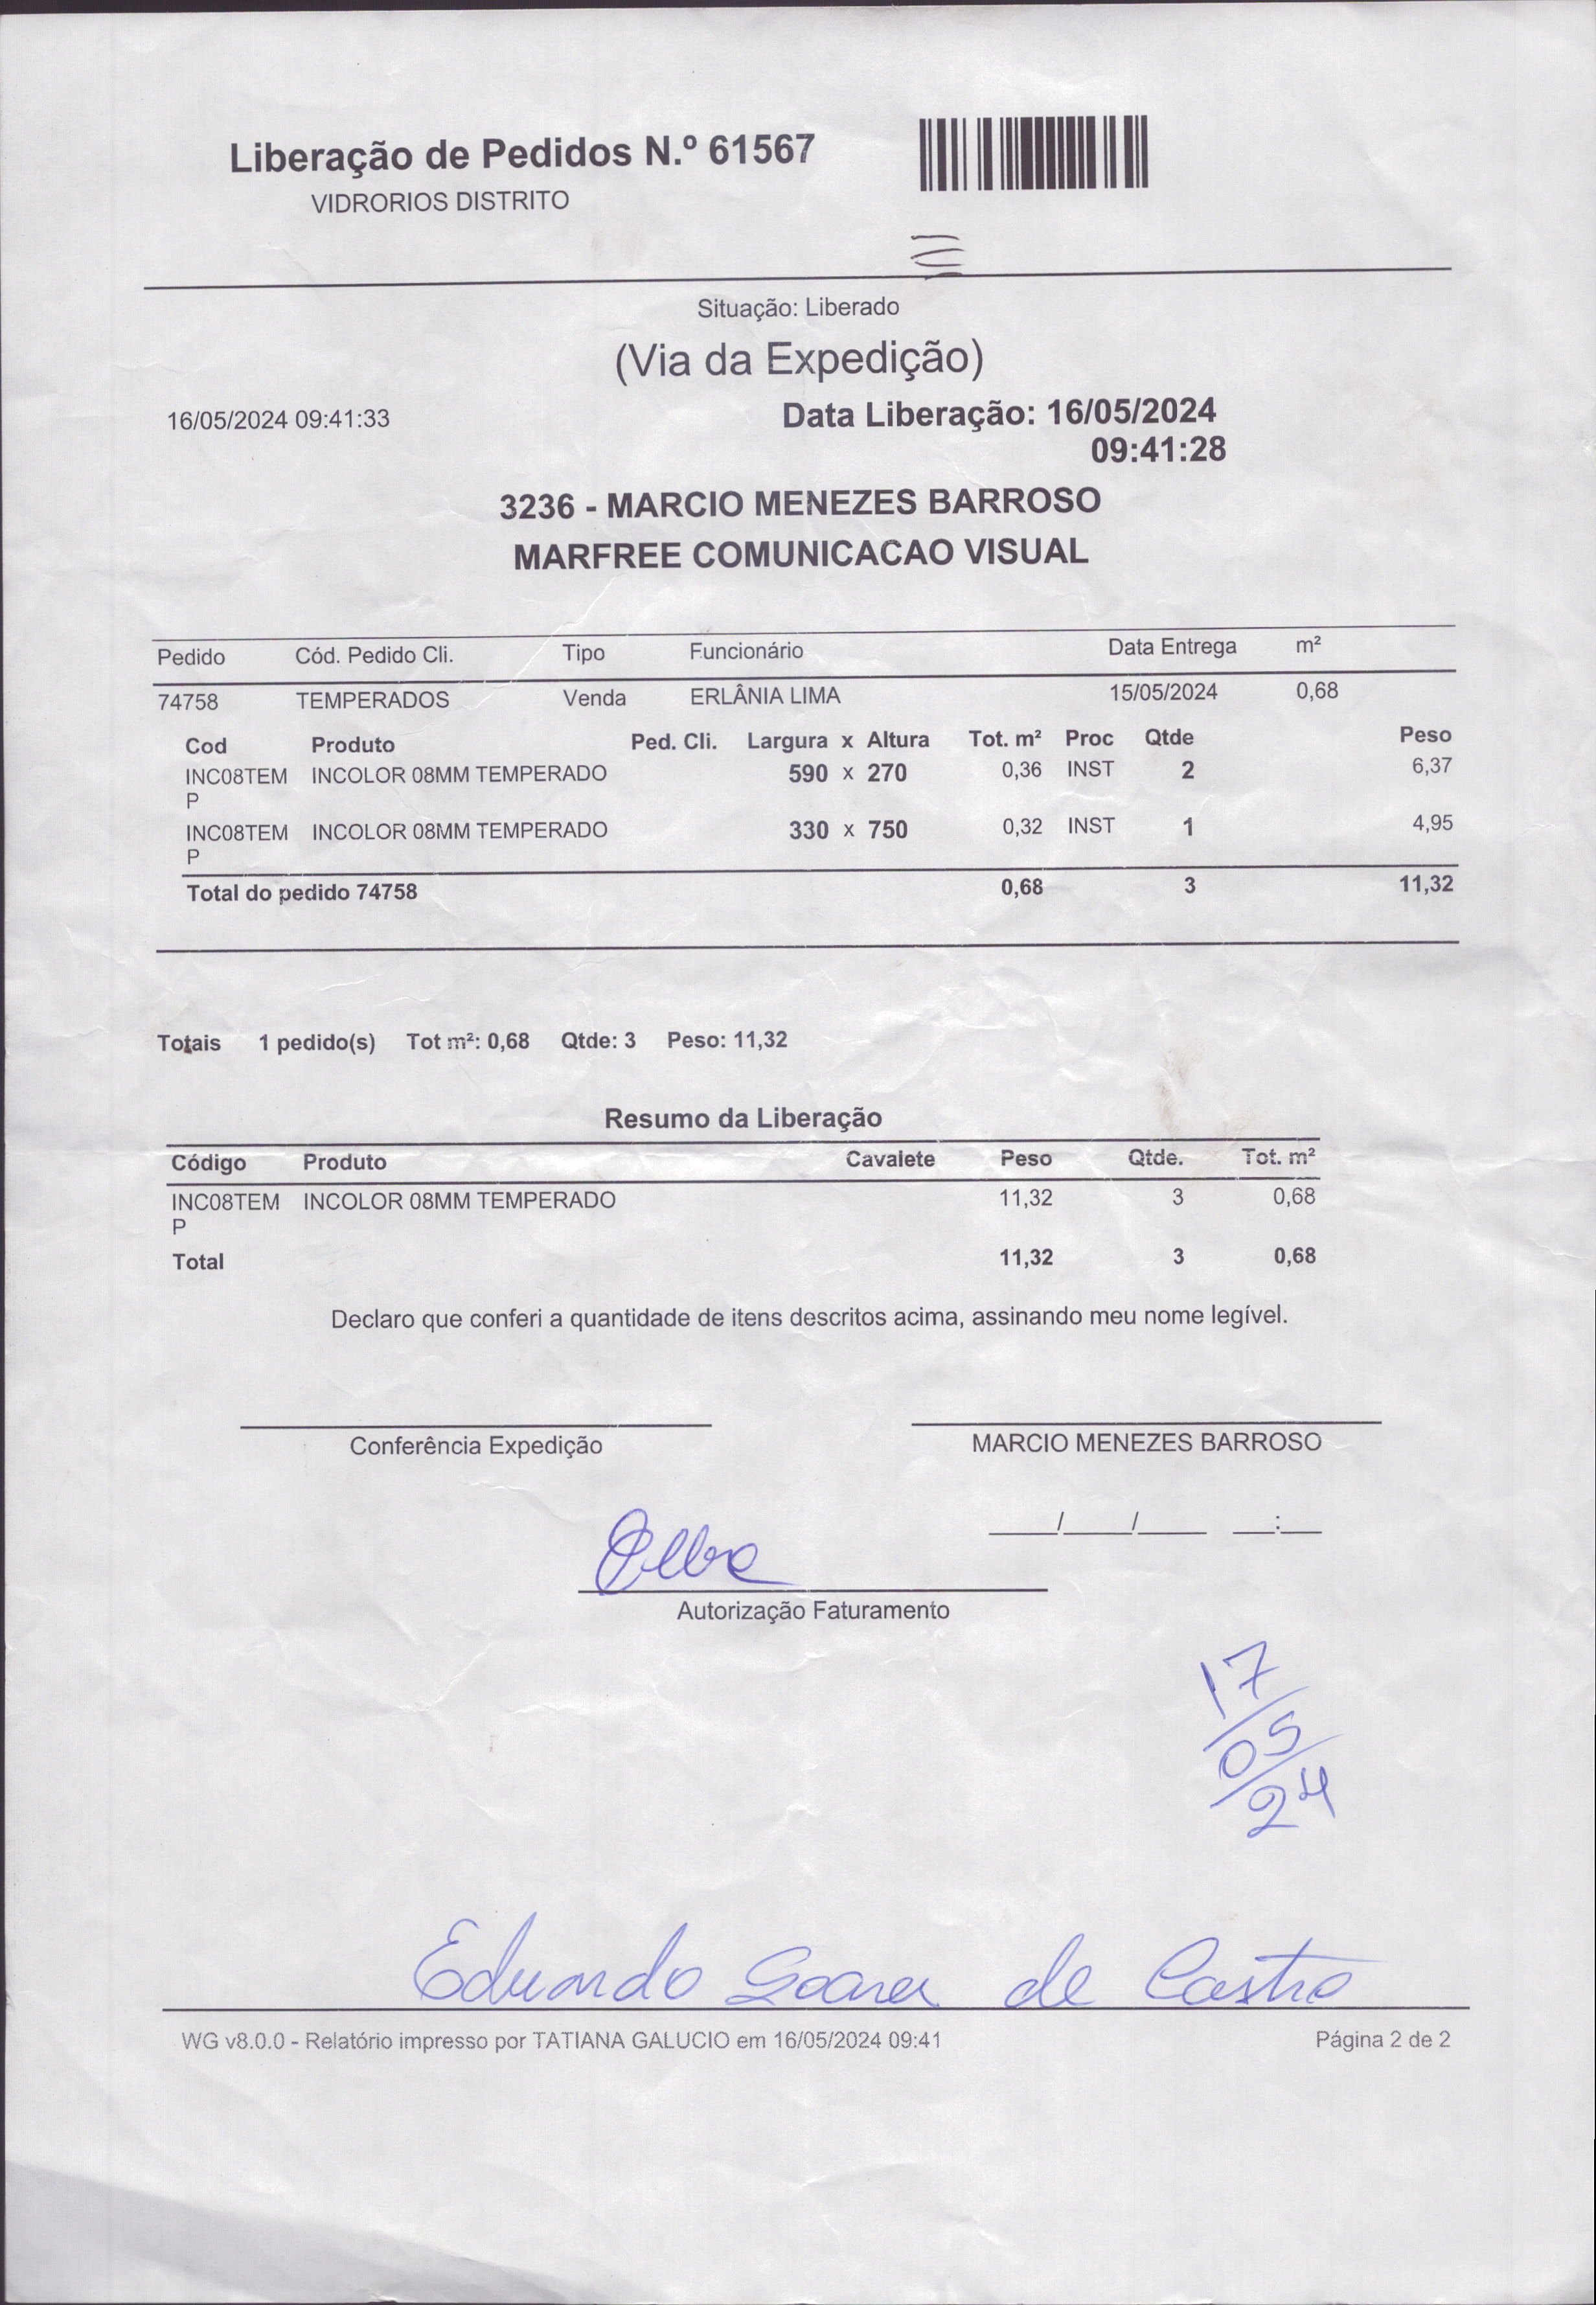 Liberação de Pedidos N.º 61567
VIDRORIOS DISTRITO
Situação: Liberado
(Via da Expedição)
16/05/2024 09:41:33 Data Liberação: 16/05/2024
09:41:28
3236 - MARCIO MENEZES BARROSO
MARFREE COMUNICACAO VISUAL
Pedido Cód. Pedido Cli. Tipo Funcionário Data Entrega m²
74758 TEMPERADOS Venda ERLÂNIA LIMA 15/05/2024 0,68
Cod Produto Ped. Cli. Largura x Altura Tot. m² Proc Qtde Peso
INC08TEM INCOLOR 08MM TEMPERADO 590 x 270 0,36 INST 2 6,37
P
INC08TEM INCOLOR 08MM TEMPERADO 330 x 750 0,32 INST 1 4,95
P
Total do pedido 74758 0,68 3 11,32
Totais 1 pedido(s) Tot m²: 0,68 Qtde: 3 Peso: 11,32
Resumo da Liberação
Código Produto Cavalete Peso Qtde. Tot. m²
INC08TEM INCOLOR 08MM TEMPERADO 11,32 3 0,68
P
Total 11,32 3 0,68
Declaro que conferi a quantidade de itens descritos acima, assinando meu nome legível.
Conferência Expedição MARCIO MENEZES BARROSO
____/____/____ __:__
Autorização Faturamento
17/05/24
Eduardo Soares de Castro
WG v8.0.0 - Relatório impresso por TATIANA GALUCIO em 16/05/2024 09:41 Página 2 de 2